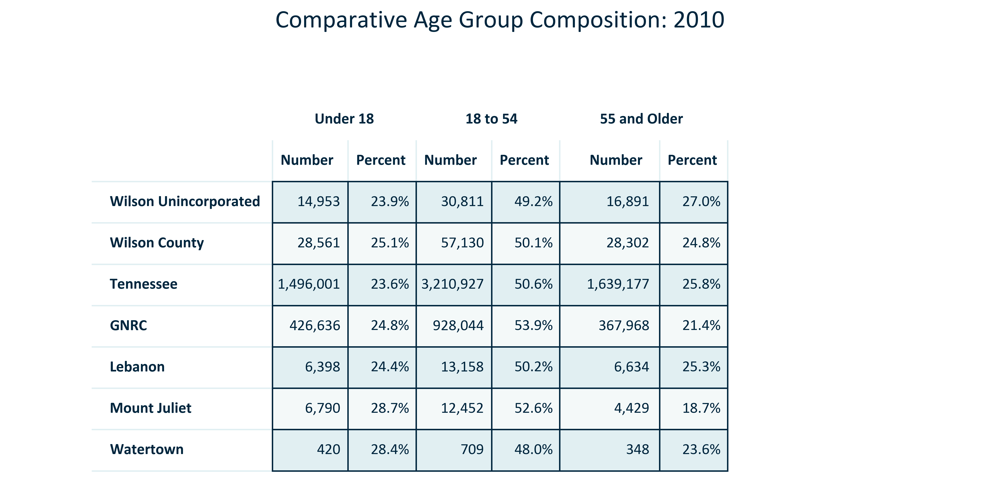 Comparative Age Group Composition: 2010
Under 18 18 to 54 55 and Older
Number Percent Number Percent Number Percent
Wilson Unincorporated 14,953 23.9% 30,811 49.2% 16,891 27.0%
Wilson County 28,561 25.1% 57,130 50.1% 28,302 24.8%
Tennessee 1,496,001 23.6% 3,210,927 50.6% 1,639,177 25.8%
GNRC 426,636 24.8% 928,044 53.9% 367,968 21.4%
Lebanon 6,398 24.4% 13,158 50.2% 6,634 25.3%
Mount Juliet 6,790 28.7% 12,452 52.6% 4,429 18.7%
Watertown 420 28.4% 709 48.0% 348 23.6%